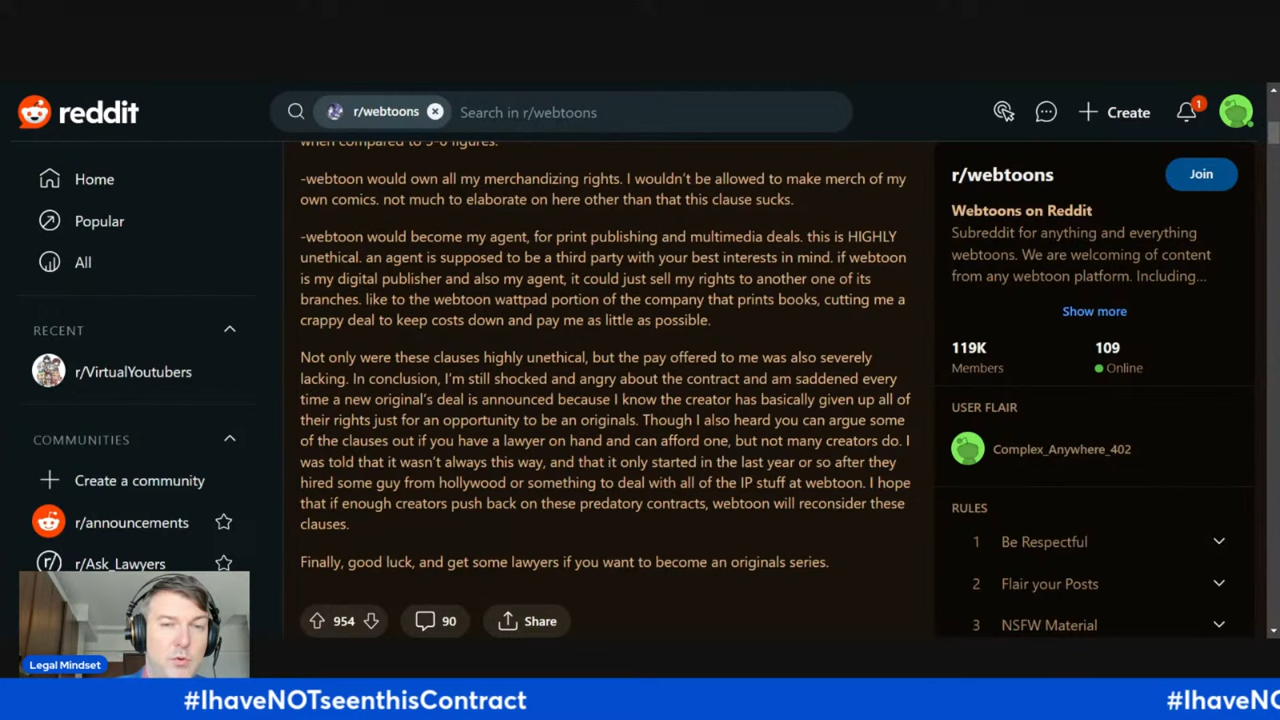 reddit
r/webtoons
Search in r/webtoons
Create
1
Home
Popular
All
RECENT
r/VirtualYoutubers
COMMUNITIES
Create a community
r/announcements
r/Ask_Lawyers
when compared to 5-6 figures.
-webtoon would own all my merchandizing rights. I wouldn't be allowed to make merch of my
own comics. not much to elaborate on here other than that this clause sucks.
-webtoon would become my agent, for print publishing and multimedia deals. this is HIGHLY
unethical. an agent is supposed to be a third party with your best interests in mind. if webtoon
is my digital publisher and also my agent, it could just sell my rights to another one of its
branches. like to the webtoon wattpad portion of the company that prints books, cutting me a
crappy deal to keep costs down and pay me as little as possible.
Not only were these clauses highly unethical, but the pay offered to me was also severely
lacking. In conclusion, I'm still shocked and angry about the contract and am saddened every
time a new original's deal is announced because I know the creator has basically given up all of
their rights just for an opportunity to be an originals. Though I also heard you can argue some
of the clauses out if you have a lawyer on hand and can afford one, but not many creators do. I
was told that it wasn't always this way, and that it only started in the last year or so after they
hired some guy from hollywood or something to deal with all of the IP stuff at webtoon. I hope
that if enough creators push back on these predatory contracts, webtoon will reconsider these
clauses.
Finally, good luck, and get some lawyers if you want to become an originals series.
954
90
Share
r/webtoons
Join
Webtoons on Reddit
Subreddit for anything and everything
webtoons. We are welcoming of content
from any webtoon platform. Including...
Show more
119K
109
Members
Online
USER FLAIR
Complex_Anywhere_402
RULES
1 Be Respectful
2 Flair your Posts
3 NSFW Material
Legal Mindset
#IhaveNOTseenthisContract
#IhaveNO